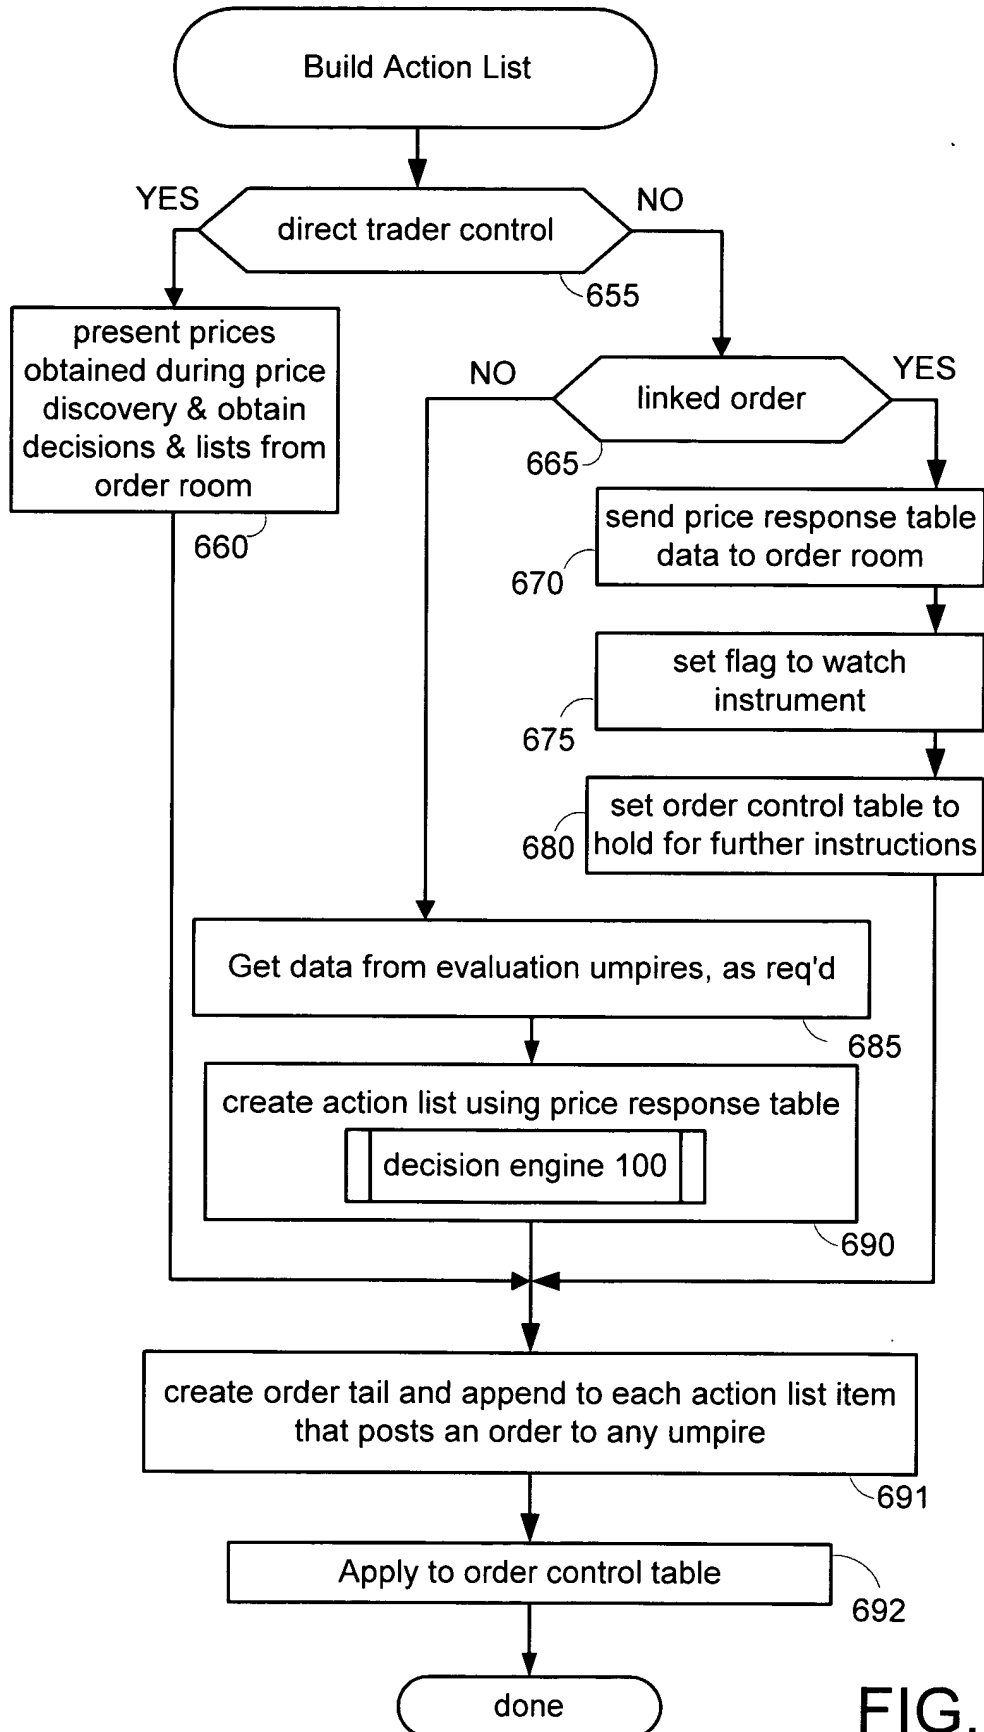 Build Action List
YES
NO
direct trader control
655
present prices
obtained during price
discovery & obtain
decisions & lists from
order room
660
NO
YES
linked order
665
send price response table
data to order room
670
set flag to watch
instrument
675
set order control table to
hold for further instructions
680
Get data from evaluation umpires, as req'd
685
create action list using price response table
decision engine 100
690
create order tail and append to each action list item
that posts an order to any umpire
691
Apply to order control table
692
done
FIG.